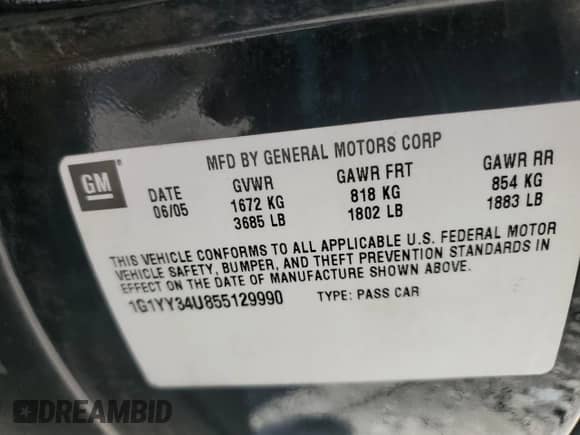 GM
MFD BY GENERAL MOTORS CORP
DATE GVWR GAWR FRT GAWR RR
06/05 1672 KG 818 KG 854 KG
3685 LB 1802 LB 1883 LB
THIS VEHICLE CONFORMS TO ALL APPLICABLE U.S. FEDERAL MOTOR
VEHICLE SAFETY, BUMPER, AND THEFT PREVENTION STANDARDS IN
EFFECT ON THE DATE OF MANUFACTURE SHOWN ABOVE.
1G1YY34U855129990 TYPE: PASS CAR
DREAMBID